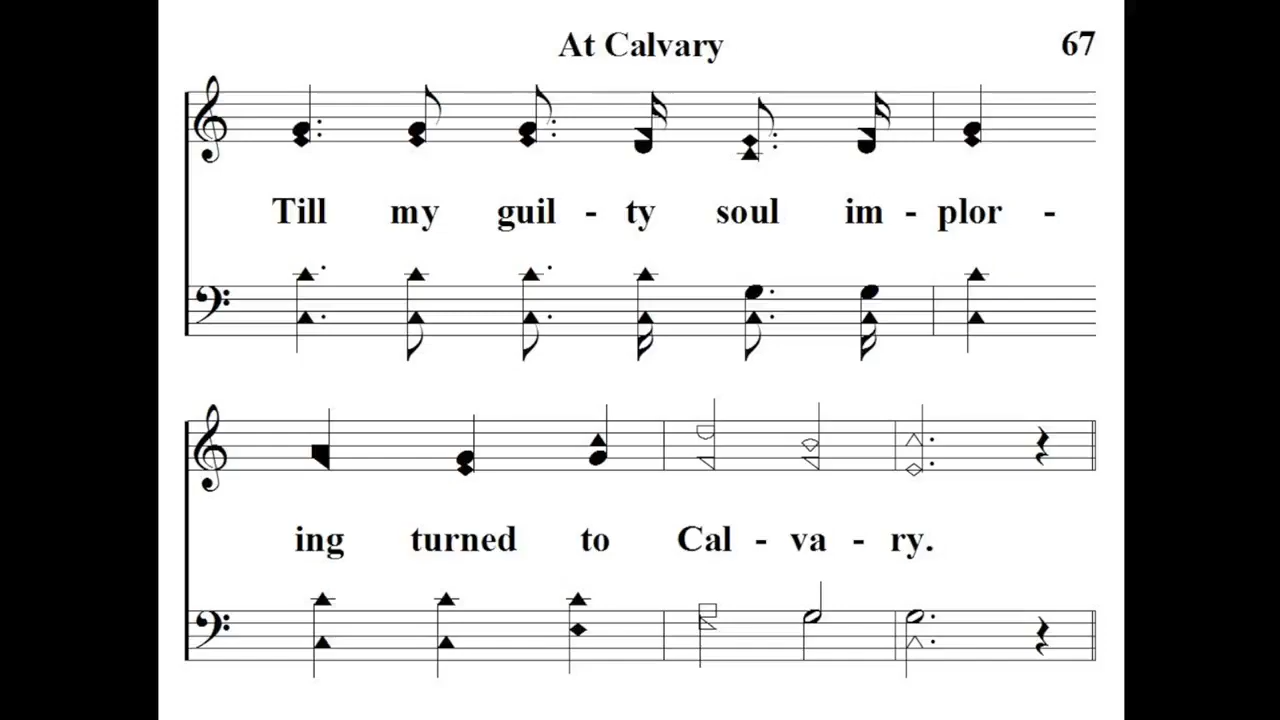 At Calvary 67
Till my guil - ty soul im - plor -
ing turned to Cal - va - ry.